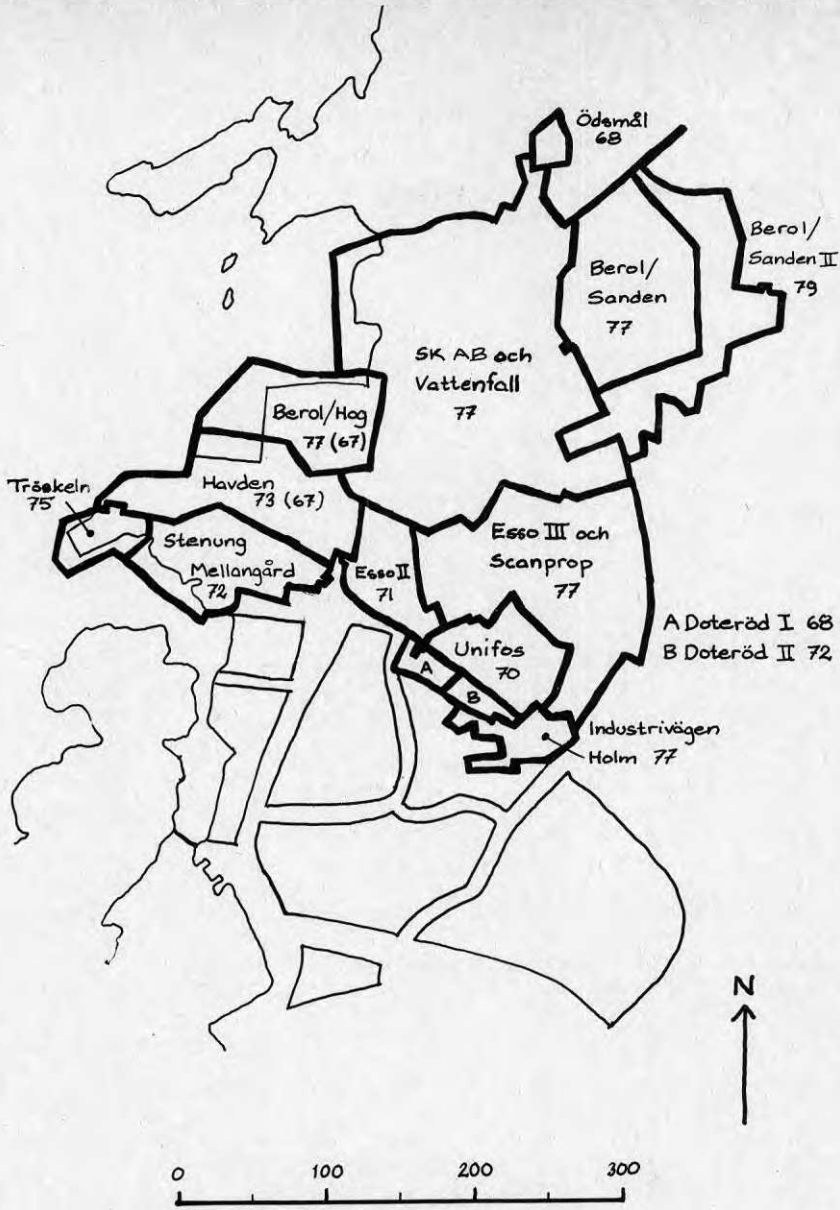 Ödsmål
68
Berol/
Sanden II
79
Berol/
Sanden
77
SK AB och
Vattenfall
77
Berol/Hog
77 (67)
Havden
73 (67)
Tröskeln
75
Stenung
Mellangård
72
Esso II
71
Esso III och
Scanprop
77
Unifos
70
A
B
A Doteröd I 68
B Doteröd II 72
Industrivägen
Holm 77
N
0 100 200 300